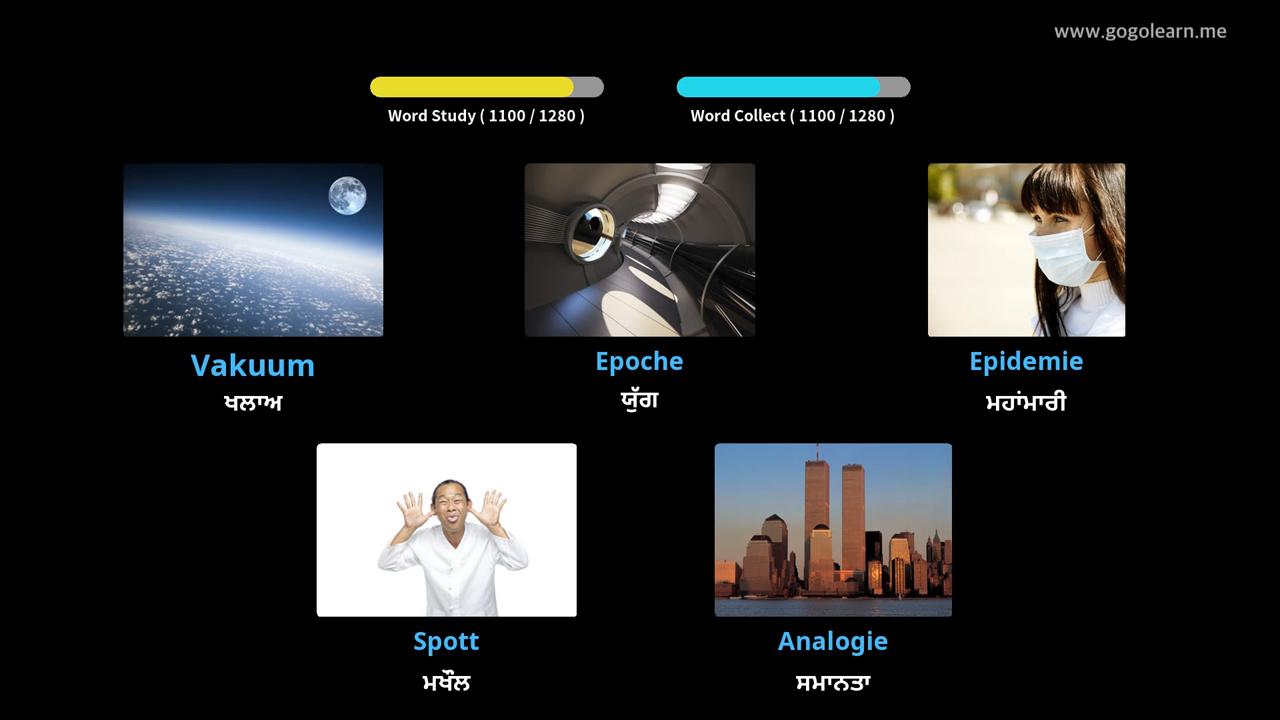 www.gogolearn.me
Word Study ( 1100 / 1280 )
Word Collect ( 1100 / 1280 )
Vakuum
ਖਲਾਅ
Epoche
ਯੁੱਗ
Epidemie
ਮਹਾਂਮਾਰੀ
Spott
ਮਖੌਲ
Analogie
ਸਮਾਨਤਾ